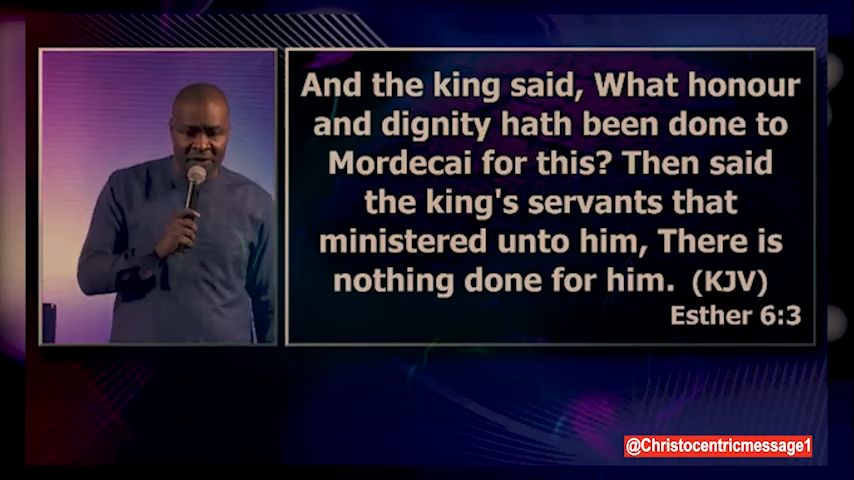 And the king said, What honour
and dignity hath been done to
Mordecai for this? Then said
the king's servants that
ministered unto him, There is
nothing done for him. (KJV)
Esther 6:3
@Christocentricmessage1